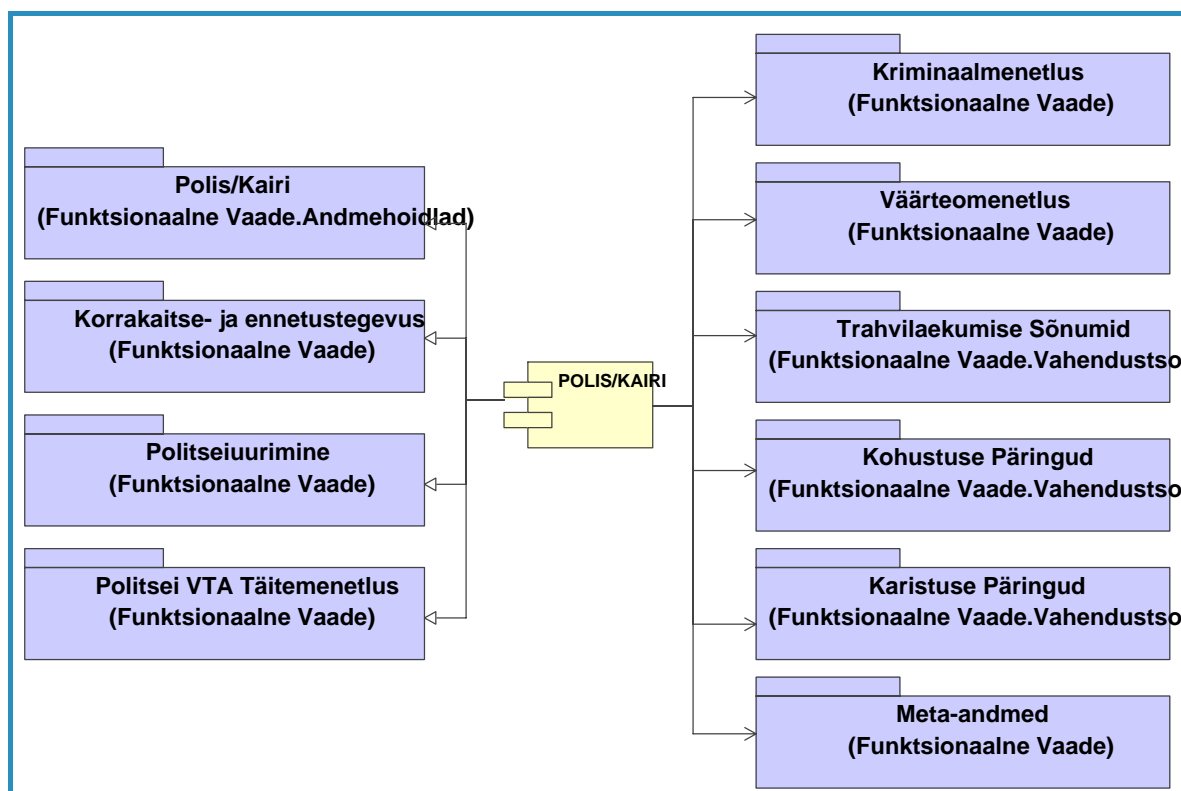 Polis/Kairi
(Funktsionaalne Vaade.Andmehoidlad)
Korrakaitse- ja ennetustegevus
(Funktsionaalne Vaade)
Politseiuurimine
(Funktsionaalne Vaade)
Politsei VTA Täitemenetlus
(Funktsionaalne Vaade)
POLIS/KAIRI
Kriminaalmenetlus
(Funktsionaalne Vaade)
Väärteomenetlus
(Funktsionaalne Vaade)
Trahvilaekumise Sõnumid
(Funktsionaalne Vaade.Vahendustso
Kohustuse Päringud
(Funktsionaalne Vaade.Vahendustso
Karistuse Päringud
(Funktsionaalne Vaade.Vahendustso
Meta-andmed
(Funktsionaalne Vaade)